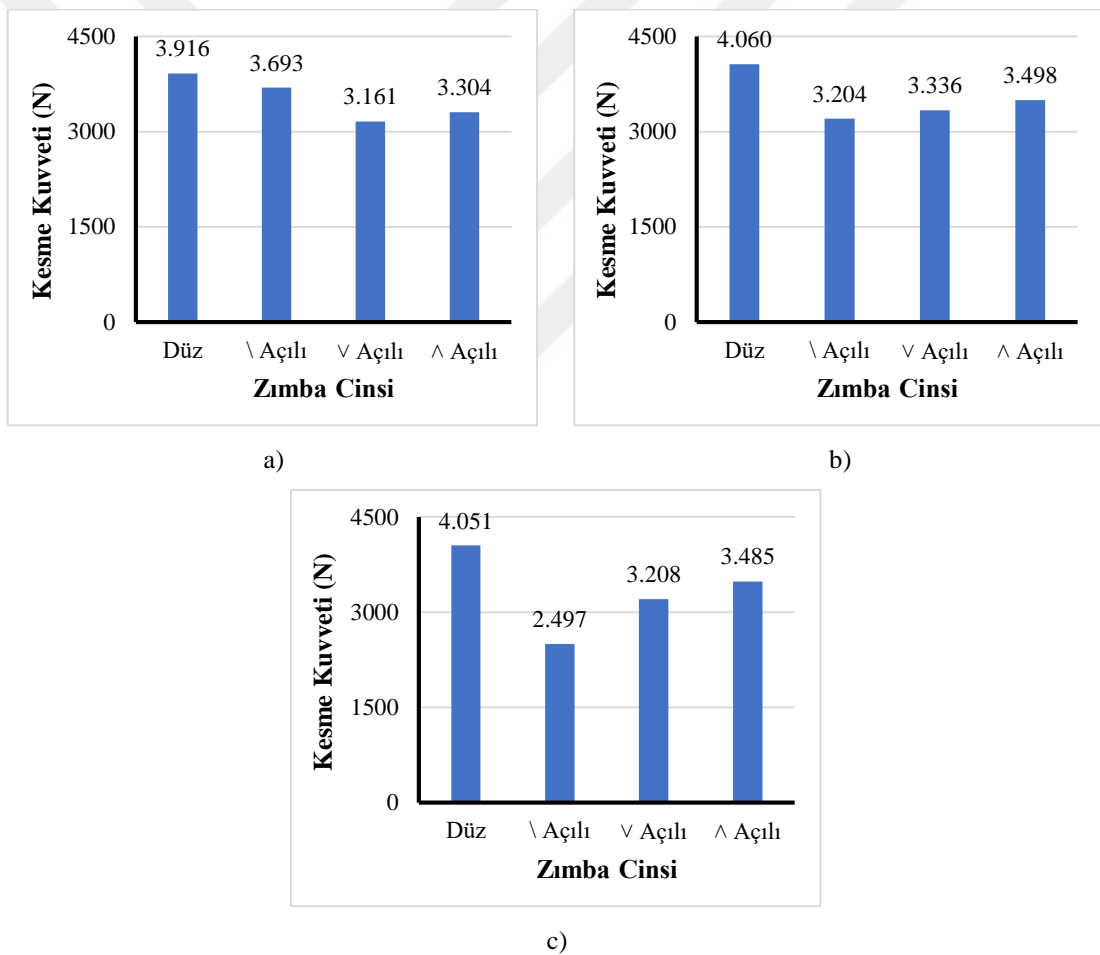 Kesme Kuvveti (N)
4500
3000
1500
0
3.916
3.693
3.161
3.304
Düz
\ Açılı
˅ Açılı
˄ Açılı
Zımba Cinsi
a)
Kesme Kuvveti (N)
4500
3000
1500
0
4.060
3.204
3.336
3.498
Düz
\ Açılı
˅ Açılı
˄ Açılı
Zımba Cinsi
b)
Kesme Kuvveti (N)
4500
3000
1500
0
4.051
2.497
3.208
3.485
Düz
\ Açılı
˅ Açılı
˄ Açılı
Zımba Cinsi
c)